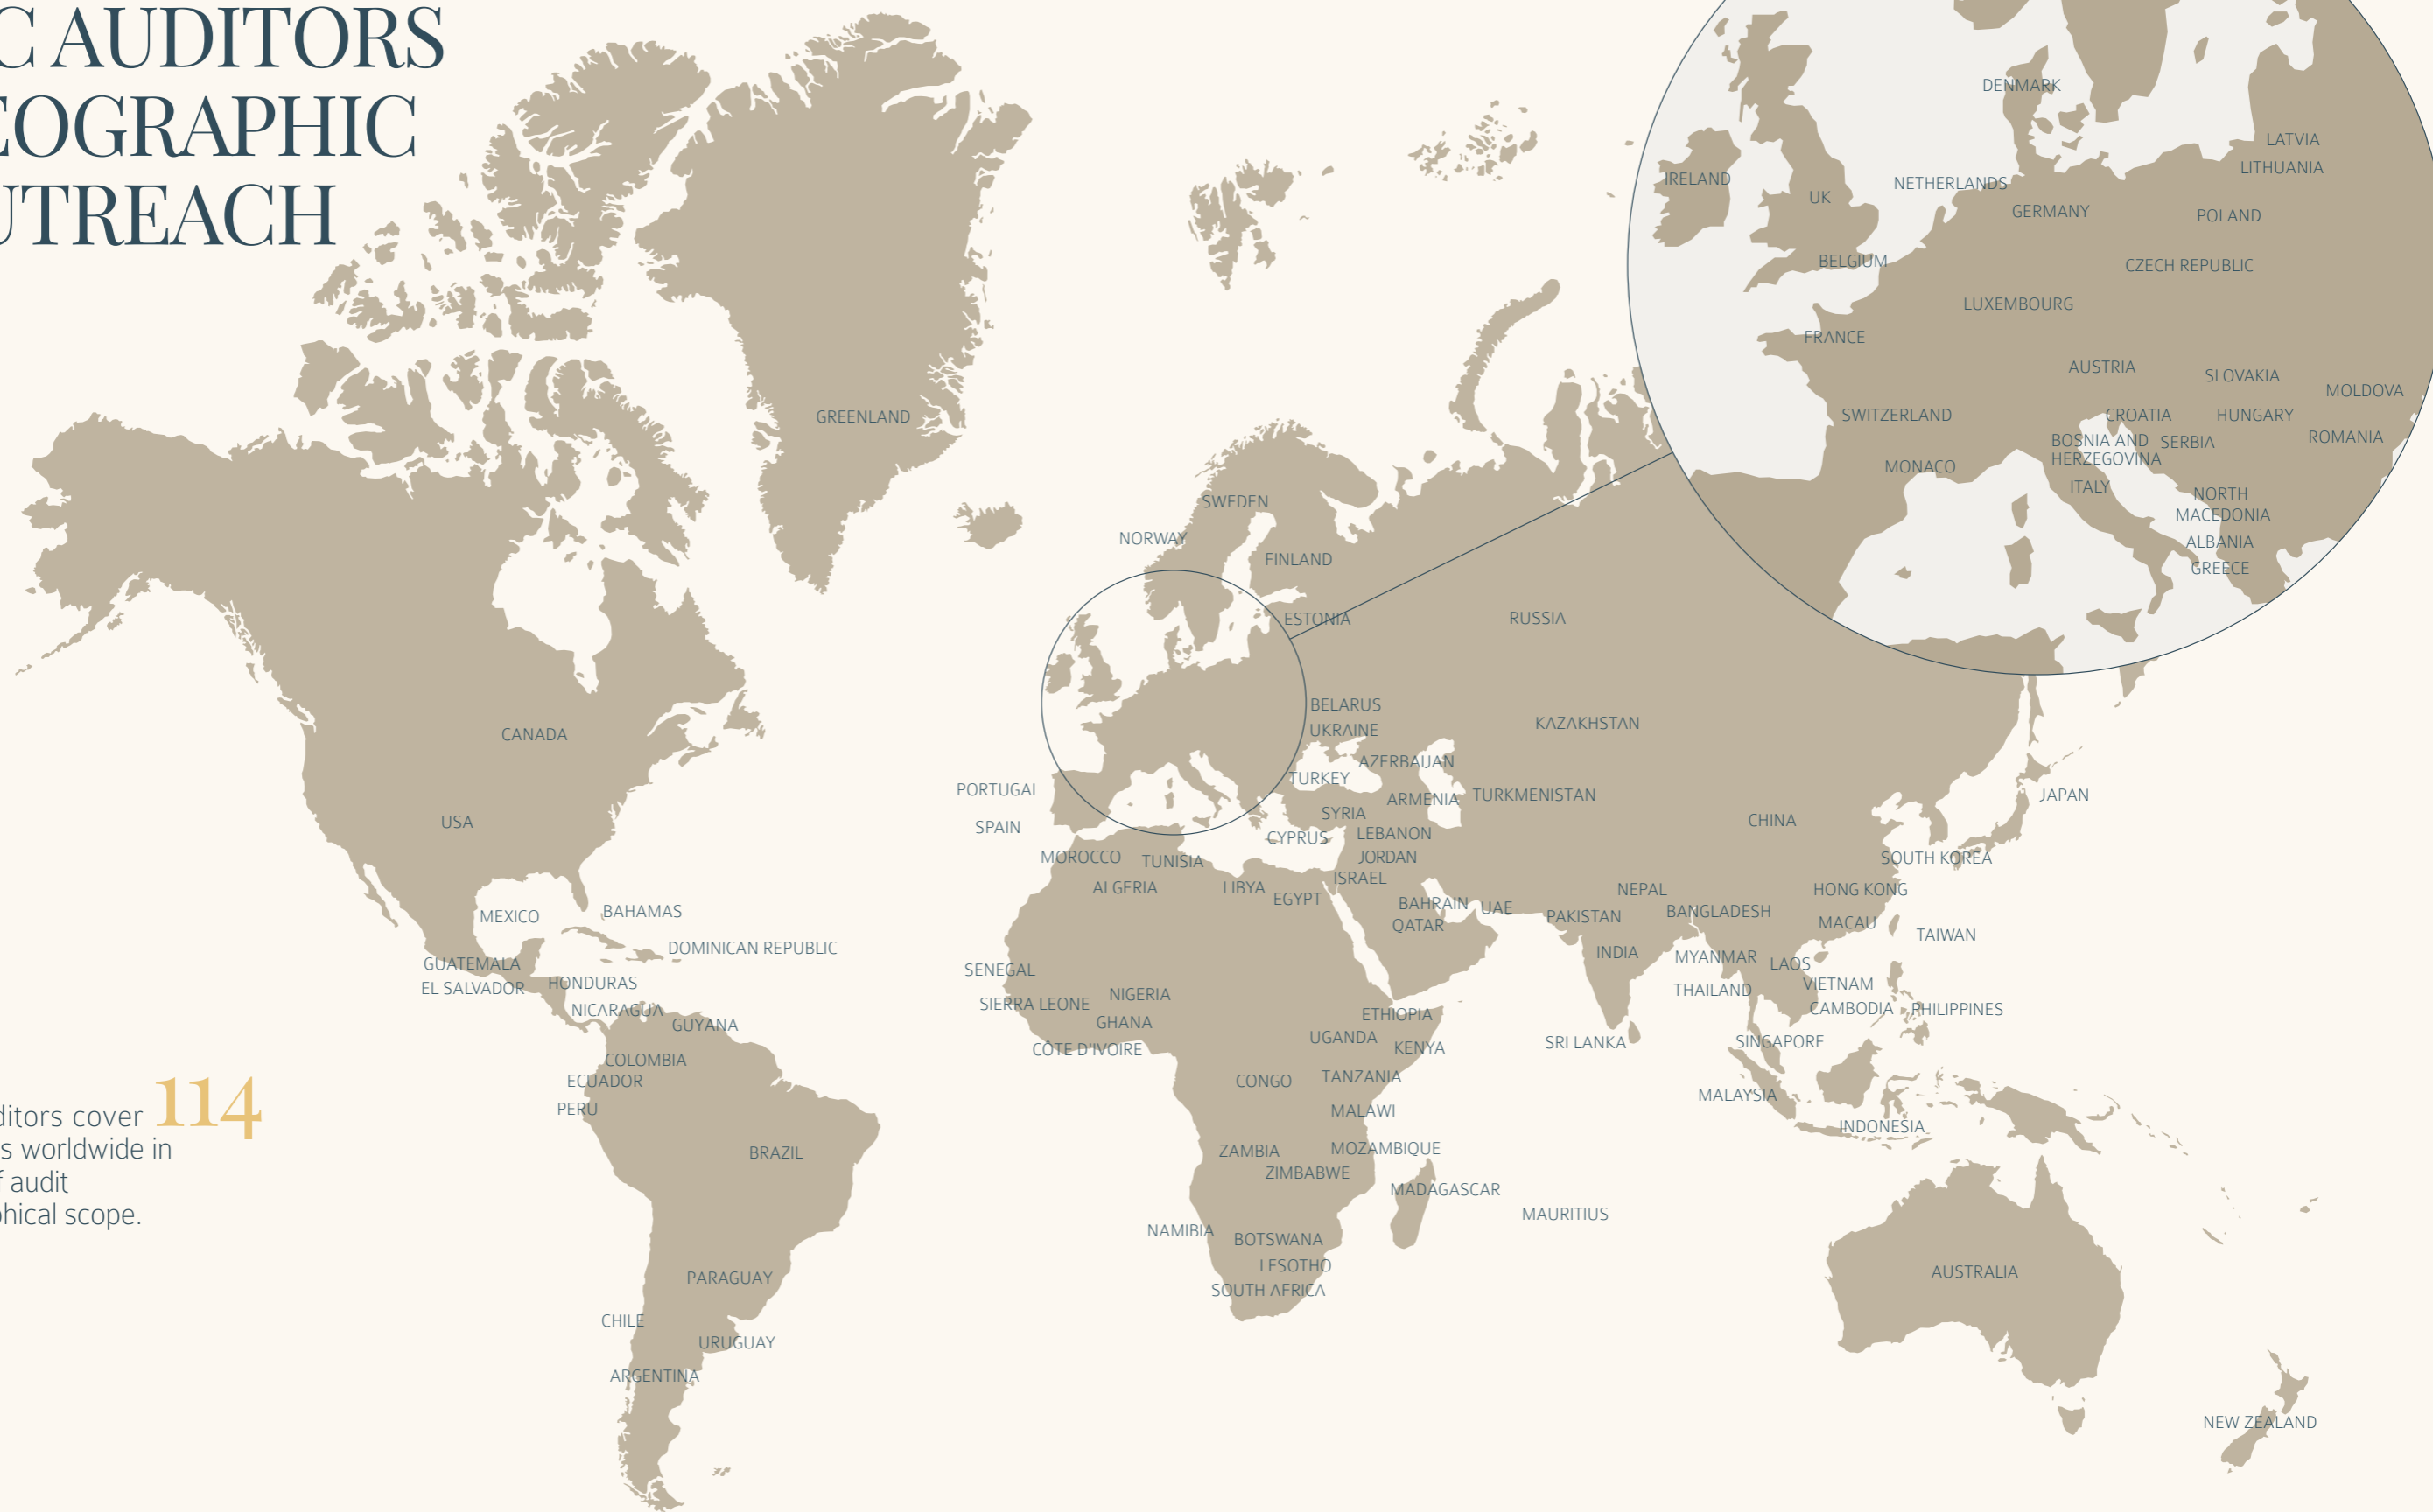 C AUDITORS
EOGRAPHIC
UTREACH
ditors cover 114
s worldwide in
f audit
hical scope.
GREENLAND
CANADA
USA
MEXICO
BAHAMAS
DOMINICAN REPUBLIC
GUATEMALA
EL SALVADOR
HONDURAS
NICARAGUA
GUYANA
COLOMBIA
ECUADOR
PERU
BRAZIL
PARAGUAY
CHILE
URUGUAY
ARGENTINA
SWEDEN
NORWAY
FINLAND
ESTONIA
RUSSIA
BELARUS
UKRAINE
KAZAKHSTAN
AZERBAIJAN
TURKEY
ARMENIA
TURKMENISTAN
PORTUGAL
SPAIN
SYRIA
CYPRUS
LEBANON
JORDAN
ISRAEL
MOROCCO
TUNISIA
ALGERIA
LIBYA
EGYPT
BAHRAIN
QATAR
UAE
PAKISTAN
NEPAL
BANGLADESH
INDIA
CHINA
JAPAN
SOUTH KOREA
HONG KONG
MACAU
TAIWAN
MYANMAR
LAOS
VIETNAM
THAILAND
CAMBODIA
PHILIPPINES
SRI LANKA
SINGAPORE
MALAYSIA
INDONESIA
SENEGAL
SIERRA LEONE
NIGERIA
GHANA
CÔTE D'IVOIRE
ETHIOPIA
UGANDA
KENYA
CONGO
TANZANIA
MALAWI
ZAMBIA
MOZAMBIQUE
ZIMBABWE
MADAGASCAR
MAURITIUS
NAMIBIA
BOTSWANA
LESOTHO
SOUTH AFRICA
AUSTRALIA
NEW ZEALAND
DENMARK
LATVIA
LITHUANIA
IRELAND
UK
NETHERLANDS
GERMANY
POLAND
BELGIUM
CZECH REPUBLIC
LUXEMBOURG
FRANCE
AUSTRIA
SLOVAKIA
MOLDOVA
SWITZERLAND
CROATIA
HUNGARY
BOSNIA AND
HERZEGOVINA
SERBIA
ROMANIA
MONACO
ITALY
NORTH
MACEDONIA
ALBANIA
GREECE